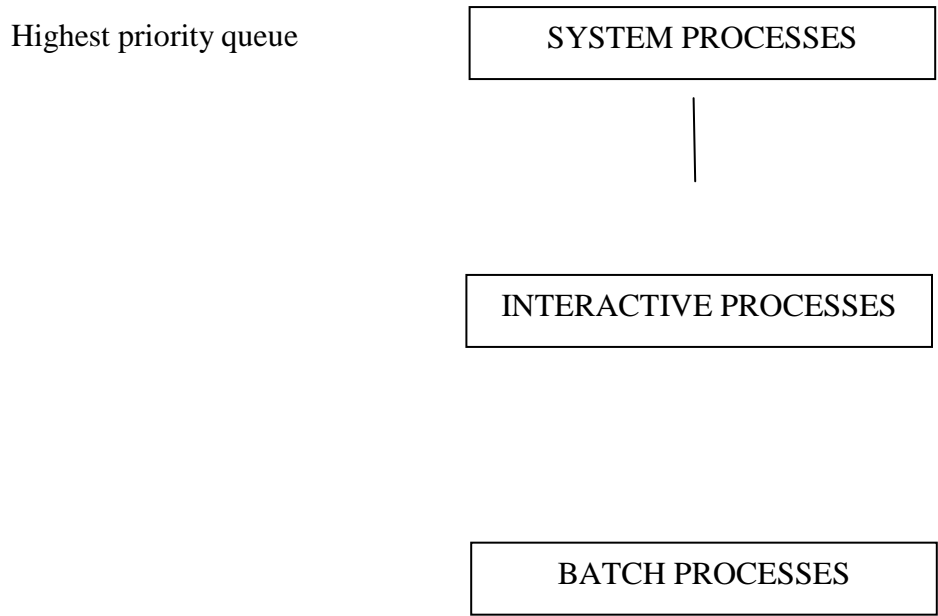 Highest priority queue
SYSTEM PROCESSES
INTERACTIVE PROCESSES
BATCH PROCESSES